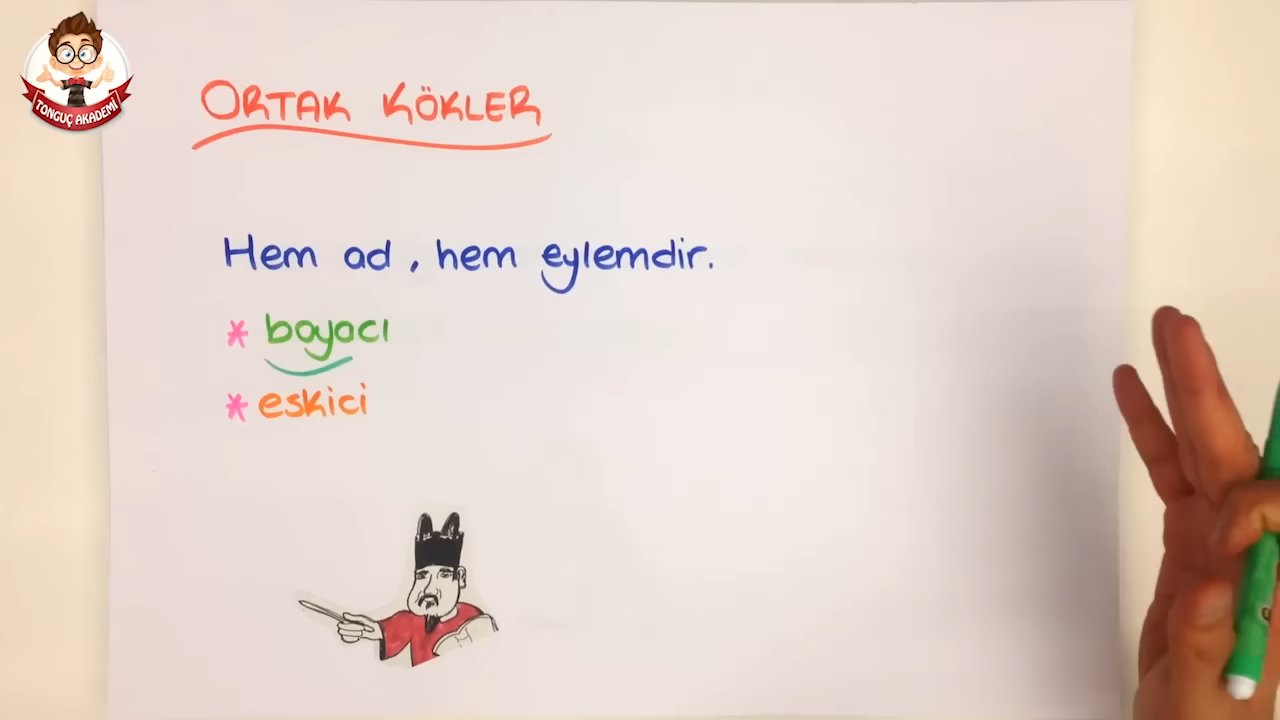 TONGUÇ AKADEMİ
ORTAK KÖKLER
Hem ad, hem eylemdir.
* boyacı
* eskici